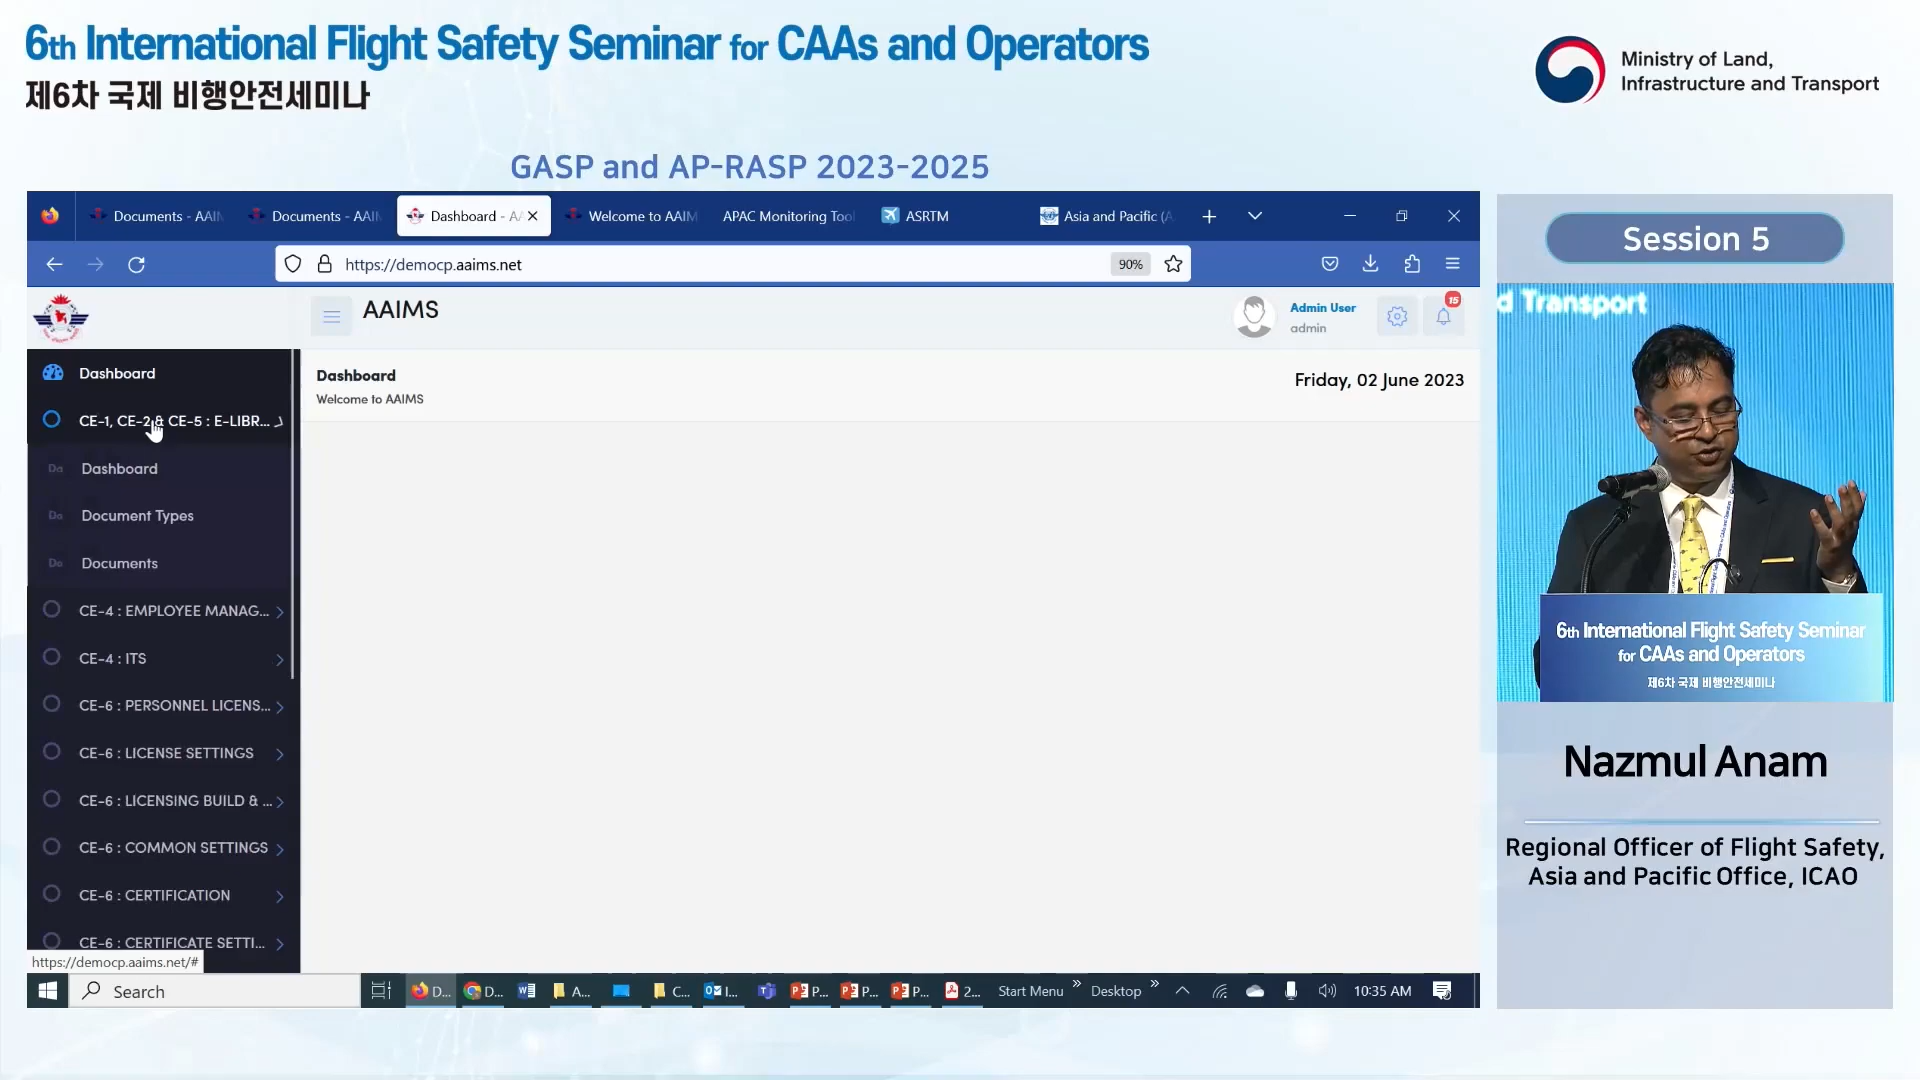 6th International Flight Safety Seminar for CAAs and Operators
제6차 국제 비행안전세미나
Ministry of Land,
Infrastructure and Transport
GASP and AP-RASP 2023-2025
Documents - AAI
Documents - AAI
Dashboard - A
Welcome to AAIM
APAC Monitoring Tool
ASRTM
Asia and Pacific (A
https://democp.aaims.net
90%
AAIMS
Admin User
admin
15
Dashboard
Welcome to AAIMS
Friday, 02 June 2023
Dashboard
CE-1, CE-2 & CE-5 : E-LIBR...
Da Dashboard
Do Document Types
Do Documents
CE-4 : EMPLOYEE MANAG...
CE-4 : ITS
CE-6 : PERSONNEL LICENS...
CE-6 : LICENSE SETTINGS
CE-6 : LICENSING BUILD & ...
CE-6 : COMMON SETTINGS
CE-6 : CERTIFICATION
CE-6 : CERTIFICATE SETTI...
https://democp.aaims.net/#
Search
D...
D...
A...
C...
I...
P...
P...
P...
2...
Start Menu
Desktop
10:35 AM
Session 5
d Transport
6th International Flight Safety Seminar
for CAAs and Operators
제6차 국제 비행안전세미나
Nazmul Anam
Regional Officer of Flight Safety,
Asia and Pacific Office, ICAO